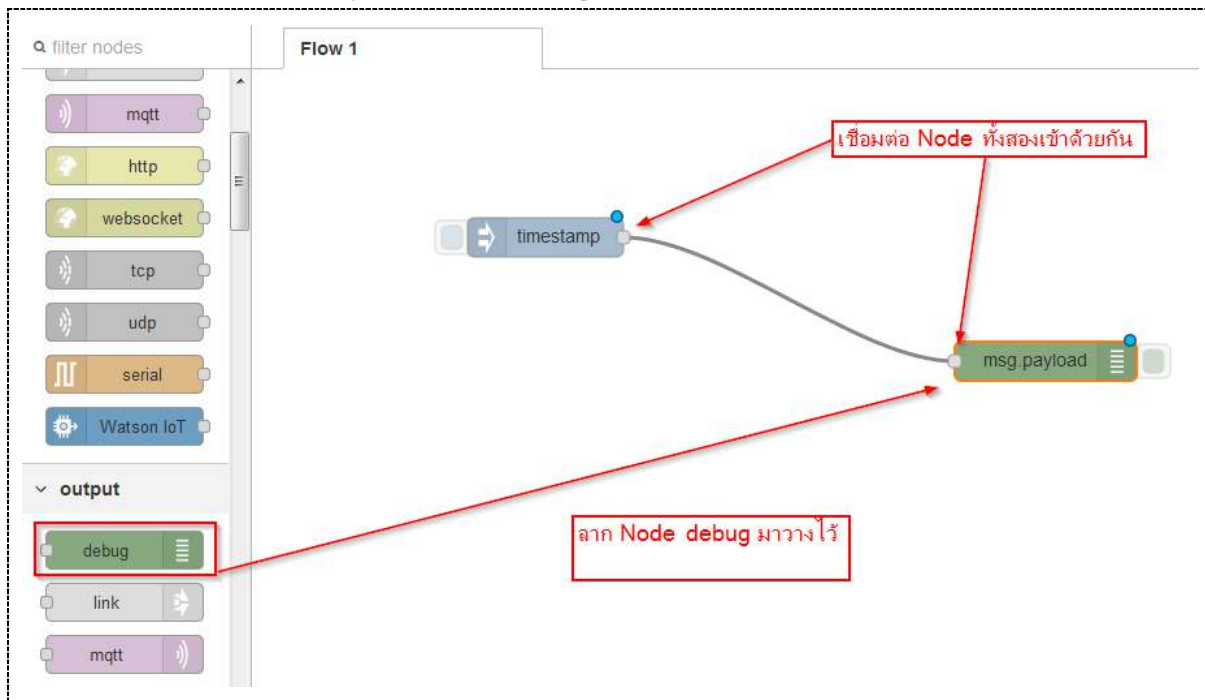 filter nodes
Flow 1
mqtt
http
websocket
tcp
udp
serial
Watson IoT
output
debug
link
mqtt
เชื่อมต่อ Node ทั้งสองเข้าด้วยกัน
timestamp
msg.payload
ลาก Node debug มาวางไว้